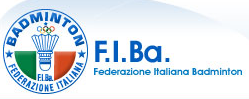 BADMINTON
F.I.Ba.
FEDERAZIONE ITALIANA
F.I.Ba.
Federazione Italiana Badminton